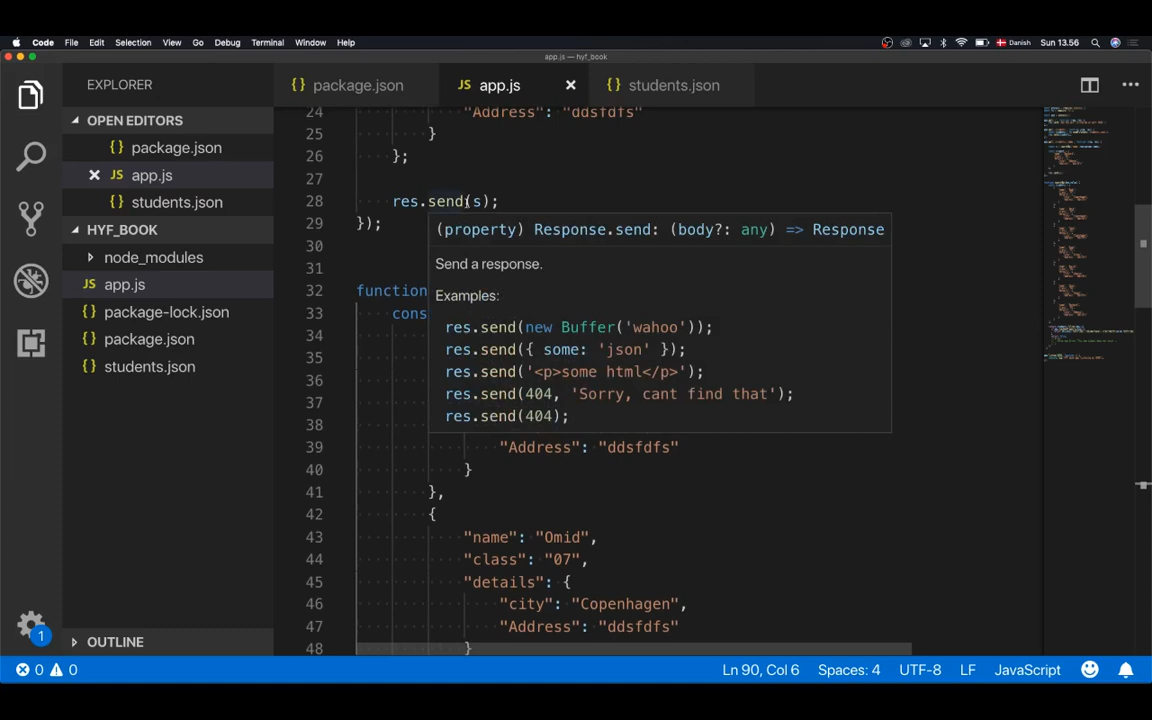 Code File Edit Selection View Go Debug Terminal Window Help Danish Sun 13.56
app.js — hyf_book
EXPLORER
{} package.json JS app.js × {} students.json
OPEN EDITORS
{} package.json
× JS app.js
{} students.json
HYF_BOOK
node_modules
JS app.js
{} package-lock.json
{} package.json
{} students.json
OUTLINE
24 "Address": "ddsfdfs"
25 }
26 };
27
28 res.send(s);
29 });
30
31
32 function
33 cons
34
35
36
37
38
39 "Address": "ddsfdfs"
40 }
41 },
42 {
43 "name": "Omid",
44 "class": "07",
45 "details": {
46 "city": "Copenhagen",
47 "Address": "ddsfdfs"
48 }
(property) Response.send: (body?: any) => Response
Send a response.
Examples:
res.send(new Buffer('wahoo'));
res.send({ some: 'json' });
res.send('<p>some html</p>');
res.send(404, 'Sorry, cant find that');
res.send(404);
1
0 0 Ln 90, Col 6 Spaces: 4 UTF-8 LF JavaScript